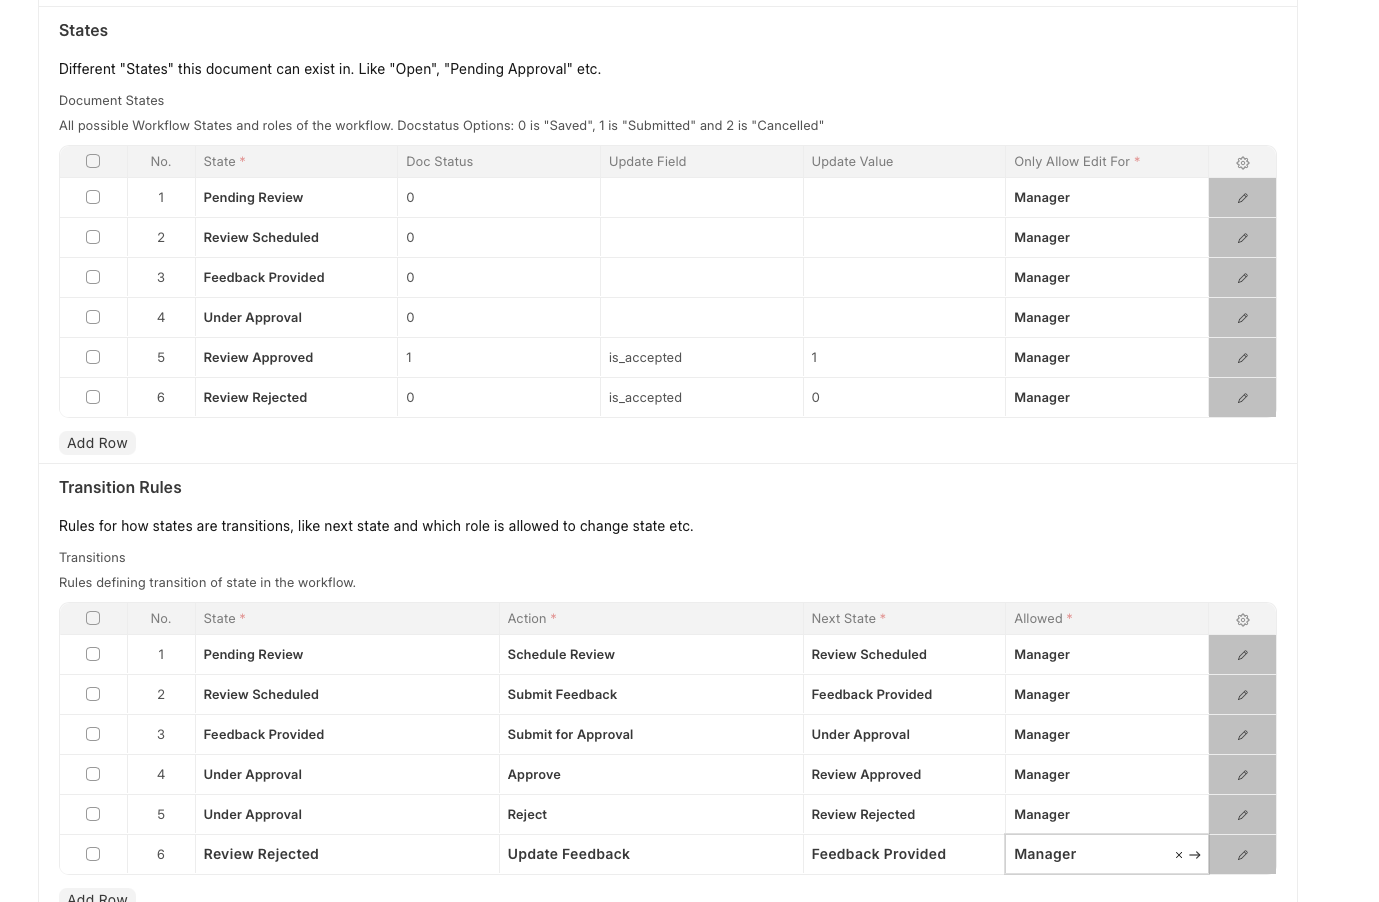 States
Different "States" this document can exist in. Like "Open", "Pending Approval" etc.
Document States
All possible Workflow States and roles of the workflow. Docstatus Options: 0 is "Saved", 1 is "Submitted" and 2 is "Cancelled"
No. State * Doc Status Update Field Update Value Only Allow Edit For *
1 Pending Review 0 Manager
2 Review Scheduled 0 Manager
3 Feedback Provided 0 Manager
4 Under Approval 0 Manager
5 Review Approved 1 is_accepted 1 Manager
6 Review Rejected 0 is_accepted 0 Manager
Add Row
Transition Rules
Rules for how states are transitions, like next state and which role is allowed to change state etc.
Transitions
Rules defining transition of state in the workflow.
No. State * Action * Next State * Allowed *
1 Pending Review Schedule Review Review Scheduled Manager
2 Review Scheduled Submit Feedback Feedback Provided Manager
3 Feedback Provided Submit for Approval Under Approval Manager
4 Under Approval Approve Review Approved Manager
5 Under Approval Reject Review Rejected Manager
6 Review Rejected Update Feedback Feedback Provided Manager
Add Row